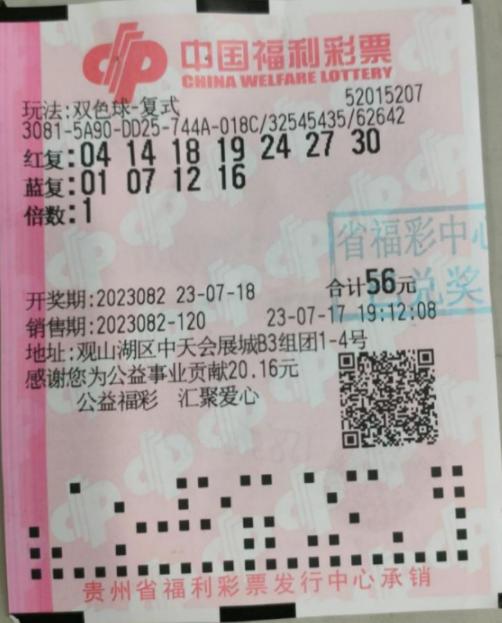 中国福利彩票
CHINA WELFARE LOTTERY
玩法:双色球-复式 52015207
3081-5A90-DD25-744A-018C/32545435/62642
红复:04 14 18 19 24 27 30
蓝复:01 07 12 16
倍数:1
省福彩中心
已兑奖
开奖期:2023082 23-07-18 合计56元
销售期:2023082-120 23-07-17 19:12:08
地址:观山湖区中天会展城B3组团1-4号
感谢您为公益事业贡献20.16元
公益福彩 汇聚爱心
贵州省福利彩票发行中心承销